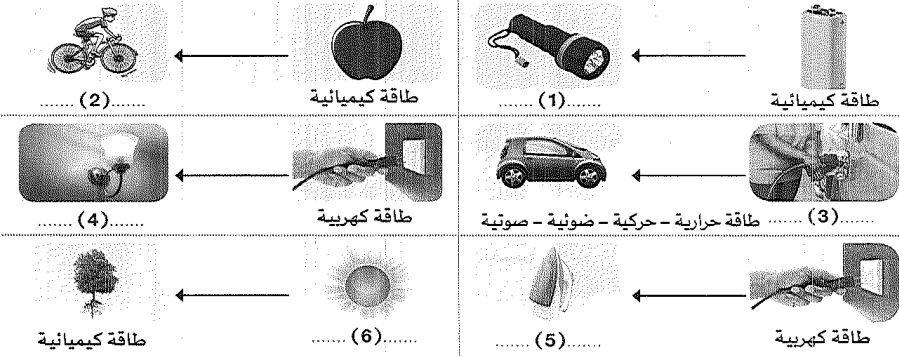 طاقة كيميائية
.......(1).......
طاقة كيميائية
.......(2).......
.......(3).......
طاقة حرارية - حركية - ضوئية - صوتية
طاقة كهربية
.......(4).......
طاقة كهربية
.......(5).......
.......(6).......
طاقة كيميائية